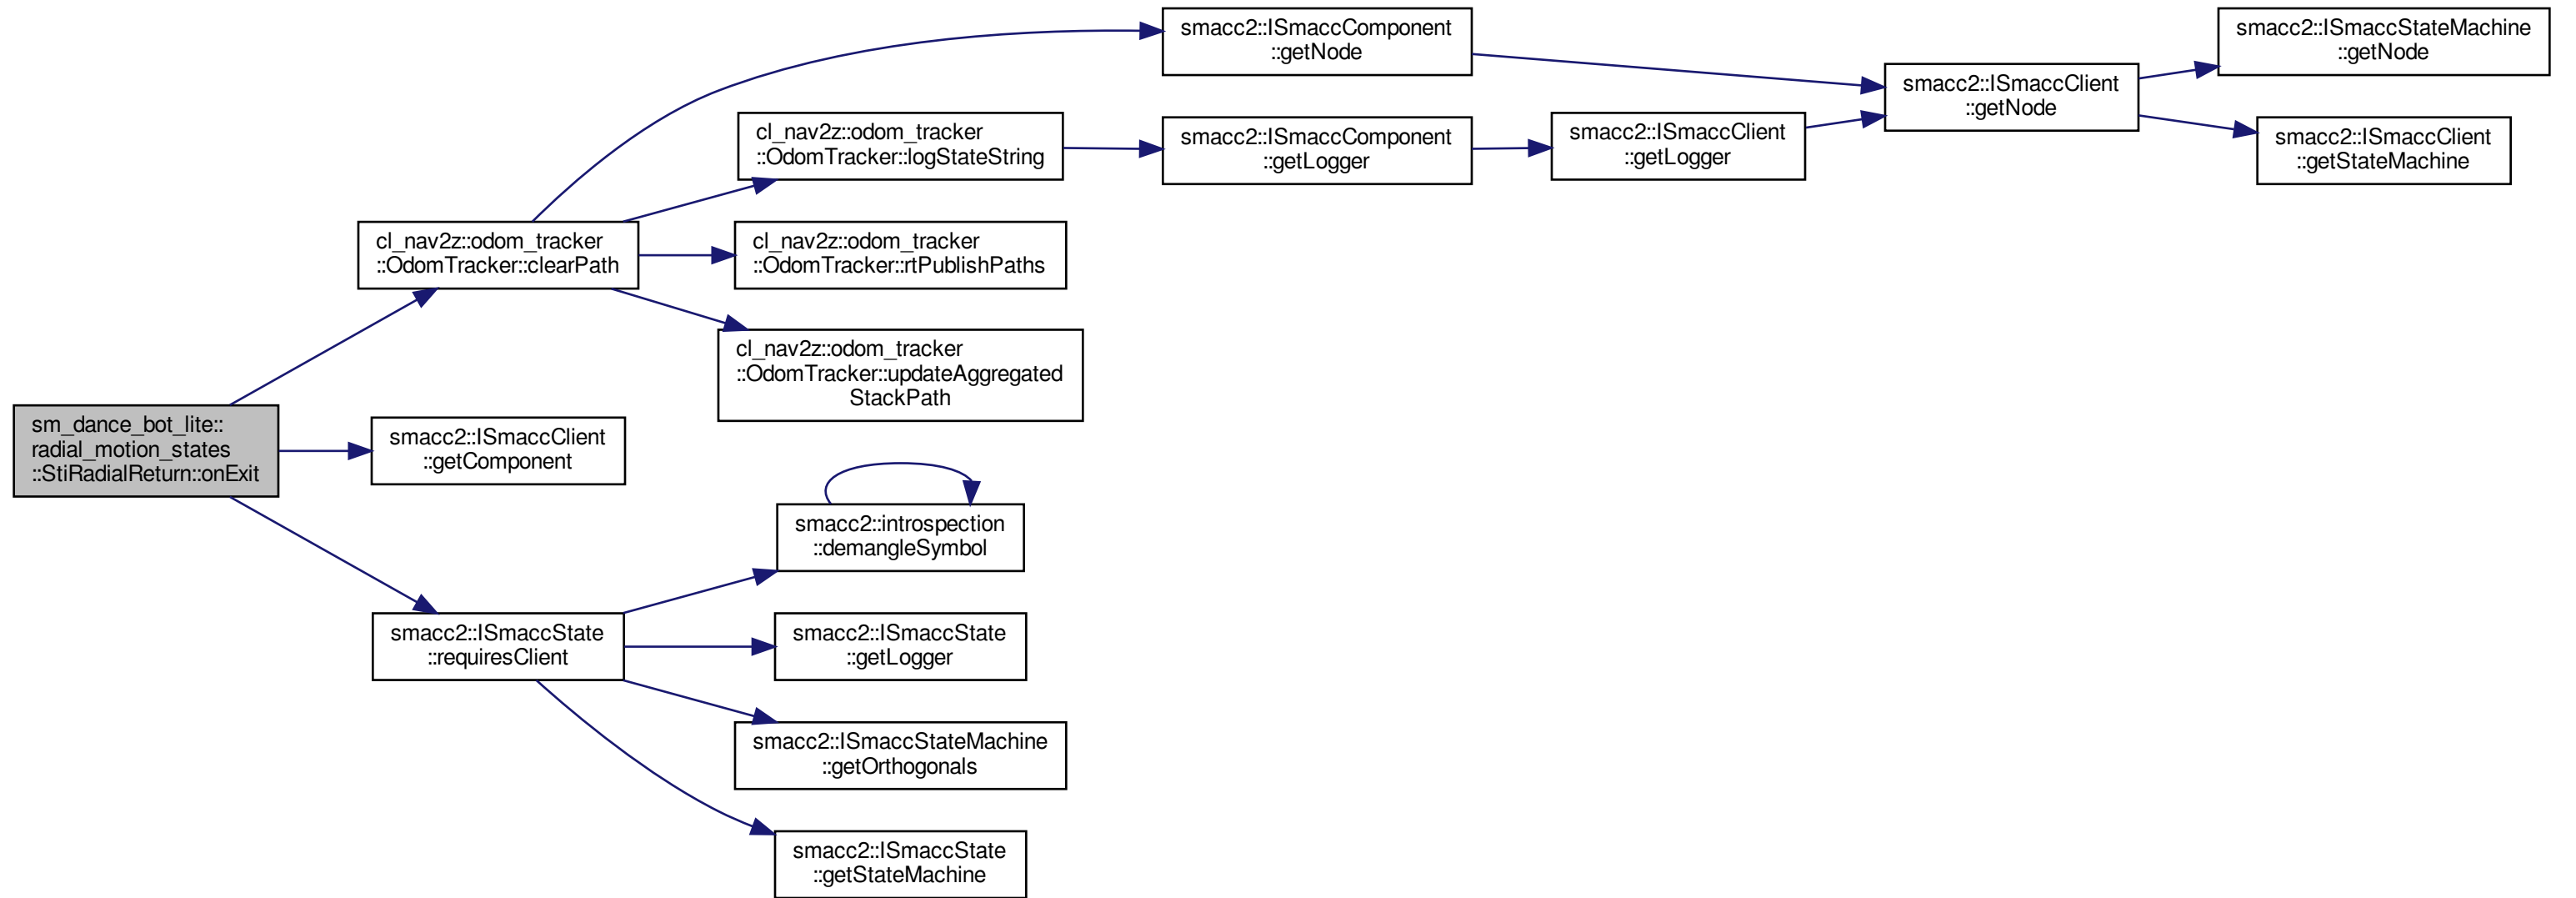 sm_dance_bot_lite::
radial_motion_states
::StiRadialReturn::onExit
cl_nav2z::odom_tracker
::OdomTracker::clearPath
smacc2::ISmaccComponent
::getNode
smacc2::ISmaccClient
::getNode
smacc2::ISmaccStateMachine
::getNode
smacc2::ISmaccClient
::getStateMachine
cl_nav2z::odom_tracker
::OdomTracker::logStateString
smacc2::ISmaccComponent
::getLogger
smacc2::ISmaccClient
::getLogger
cl_nav2z::odom_tracker
::OdomTracker::rtPublishPaths
cl_nav2z::odom_tracker
::OdomTracker::updateAggregated
StackPath
smacc2::ISmaccClient
::getComponent
smacc2::ISmaccState
::requiresClient
smacc2::introspection
::demangleSymbol
smacc2::ISmaccState
::getLogger
smacc2::ISmaccStateMachine
::getOrthogonals
smacc2::ISmaccState
::getStateMachine